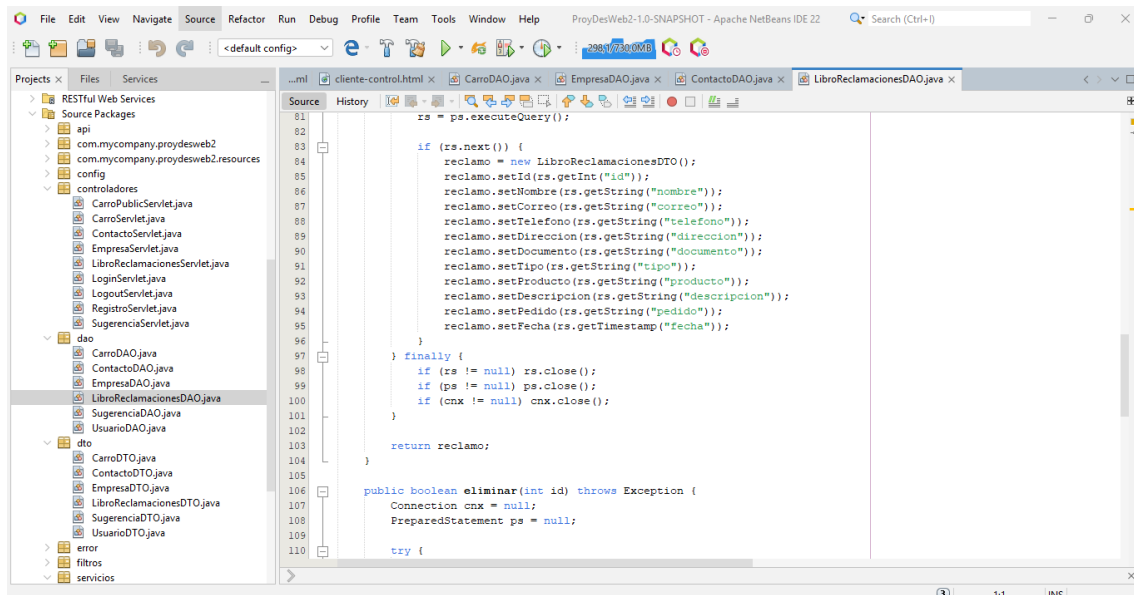 File Edit View Navigate Source Refactor Run Debug Profile Team Tools Window Help ProyDesWeb2-1.0-SNAPSHOT - Apache NetBeans IDE 22 Search (Ctrl+I)
<default config> 298,1/730,0MB
Projects Files Services
...ml cliente-control.html CarroDAO.java EmpresaDAO.java ContactoDAO.java LibroReclamacionesDAO.java
Source History
RESTful Web Services
Source Packages
api
com.mycompany.proydesweb2
com.mycompany.proydesweb2.resources
config
controladores
CarroPublicServlet.java
CarroServlet.java
ContactoServlet.java
EmpresaServlet.java
LibroReclamacionesServlet.java
LoginServlet.java
LogoutServlet.java
RegistroServlet.java
SugerenciaServlet.java
dao
CarroDAO.java
ContactoDAO.java
EmpresaDAO.java
LibroReclamacionesDAO.java
SugerenciaDAO.java
UsuarioDAO.java
dto
CarroDTO.java
ContactoDTO.java
EmpresaDTO.java
LibroReclamacionesDTO.java
SugerenciaDTO.java
UsuarioDTO.java
error
filtros
servicios
81 rs = ps.executeQuery();
82
83 if (rs.next()) {
84 reclamo = new LibroReclamacionesDTO();
85 reclamo.setId(rs.getInt("id"));
86 reclamo.setNombre(rs.getString("nombre"));
87 reclamo.setCorreo(rs.getString("correo"));
88 reclamo.setTelefono(rs.getString("telefono"));
89 reclamo.setDireccion(rs.getString("direccion"));
90 reclamo.setDocumento(rs.getString("documento"));
91 reclamo.setTipo(rs.getString("tipo"));
92 reclamo.setProducto(rs.getString("producto"));
93 reclamo.setDescripcion(rs.getString("descripcion"));
94 reclamo.setPedido(rs.getString("pedido"));
95 reclamo.setFecha(rs.getTimestamp("fecha"));
96 }
97 } finally {
98 if (rs != null) rs.close();
99 if (ps != null) ps.close();
100 if (cnx != null) cnx.close();
101 }
102
103 return reclamo;
104 }
105
106 public boolean eliminar(int id) throws Exception {
107 Connection cnx = null;
108 PreparedStatement ps = null;
109
110 try {
3 1:1 INS